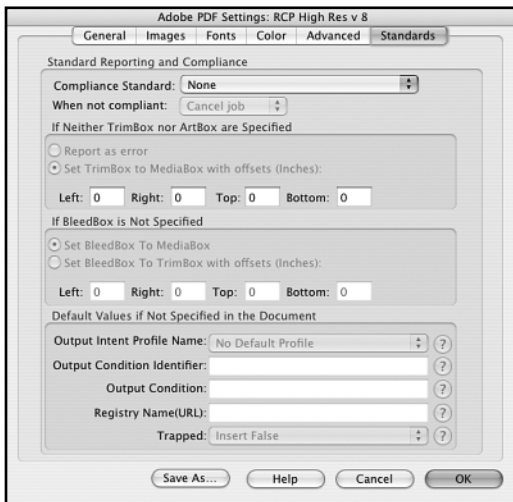 Adobe PDF Settings: RCP High Res v 8
General Images Fonts Color Advanced Standards
Standard Reporting and Compliance
Compliance Standard: None
When not compliant: Cancel job
If Neither TrimBox nor ArtBox are Specified
Report as error
Set TrimBox to MediaBox with offsets (Inches):
Left: 0 Right: 0 Top: 0 Bottom: 0
If BleedBox is Not Specified
Set BleedBox To MediaBox
Set BleedBox To TrimBox with offsets (Inches):
Left: 0 Right: 0 Top: 0 Bottom: 0
Default Values if Not Specified in the Document
Output Intent Profile Name: No Default Profile ?
Output Condition Identifier: ?
Output Condition: ?
Registry Name(URL): ?
Trapped: Insert False ?
Save As... Help Cancel OK